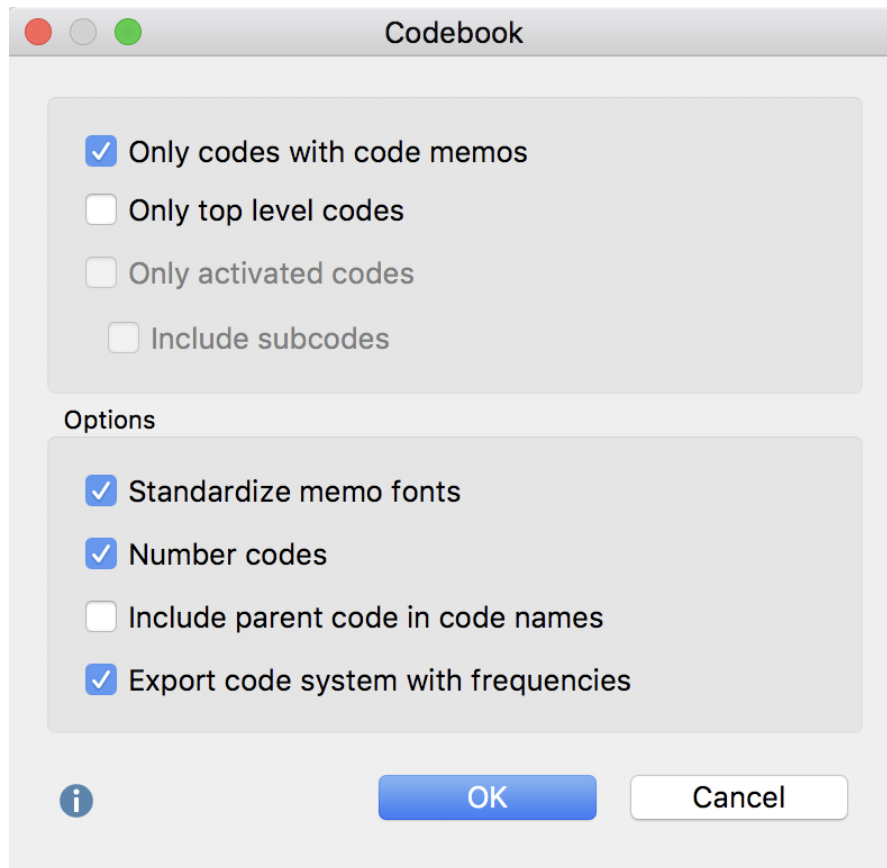 Codebook
Only codes with code memos
Only top level codes
Only activated codes
Include subcodes
Options
Standardize memo fonts
Number codes
Include parent code in code names
Export code system with frequencies
OK
Cancel